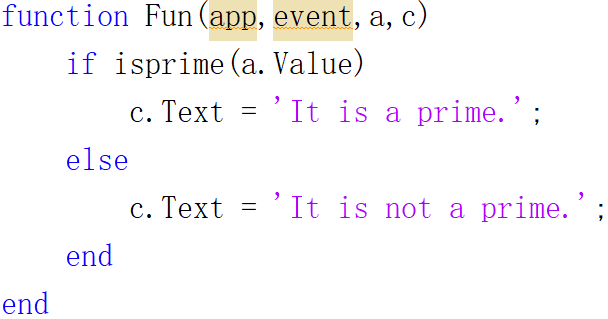 function Fun(app,event,a,c)
    if isprime(a.Value)
        c.Text = 'It is a prime.';
    else
        c.Text = 'It is not a prime.';
    end
end